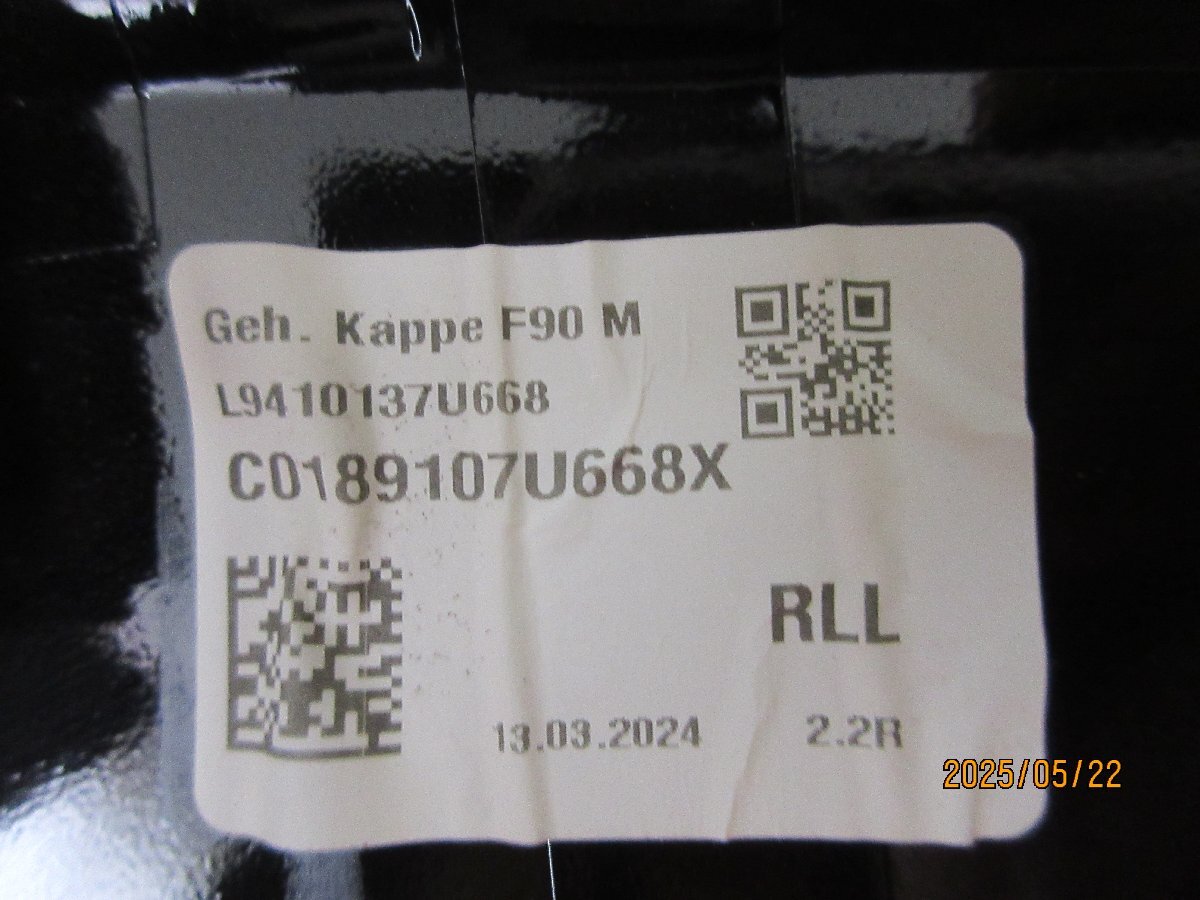 Geh. Kappe F90 M
L9410137U668
C0189107U668X
RLL
13.03.2024 2.2R
2025/05/22